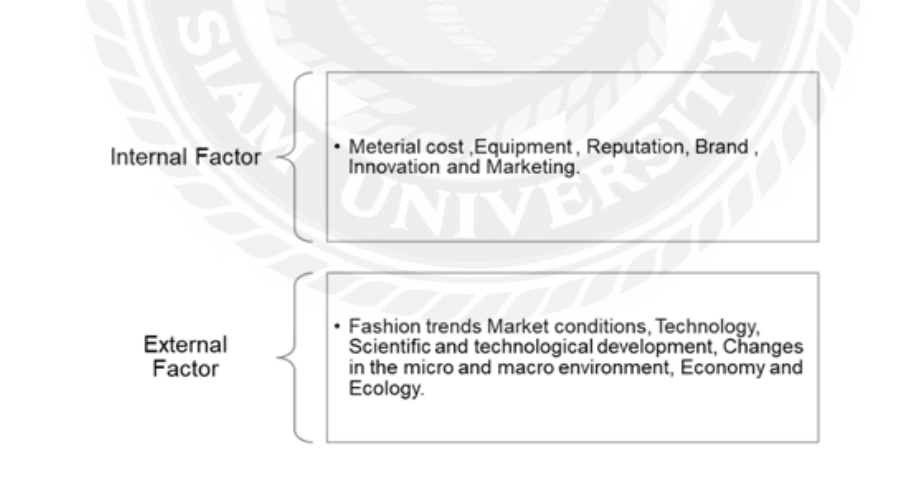 SIAM UNIVERSITY
Internal Factor
• Meterial cost ,Equipment , Reputation, Brand ,
Innovation and Marketing.
External
Factor
• Fashion trends Market conditions, Technology,
Scientific and technological development, Changes
in the micro and macro environment, Economy and
Ecology.